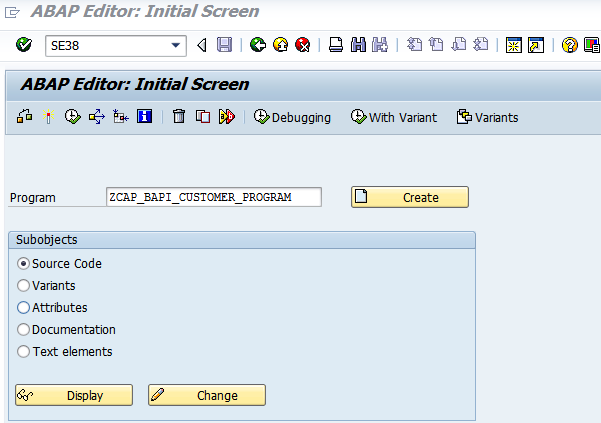 ABAP Editor: Initial Screen
SE38
ABAP Editor: Initial Screen
Debugging With Variant Variants
Program ZCAP_BAPI_CUSTOMER_PROGRAM Create
Subobjects
Source Code
Variants
Attributes
Documentation
Text elements
Display Change